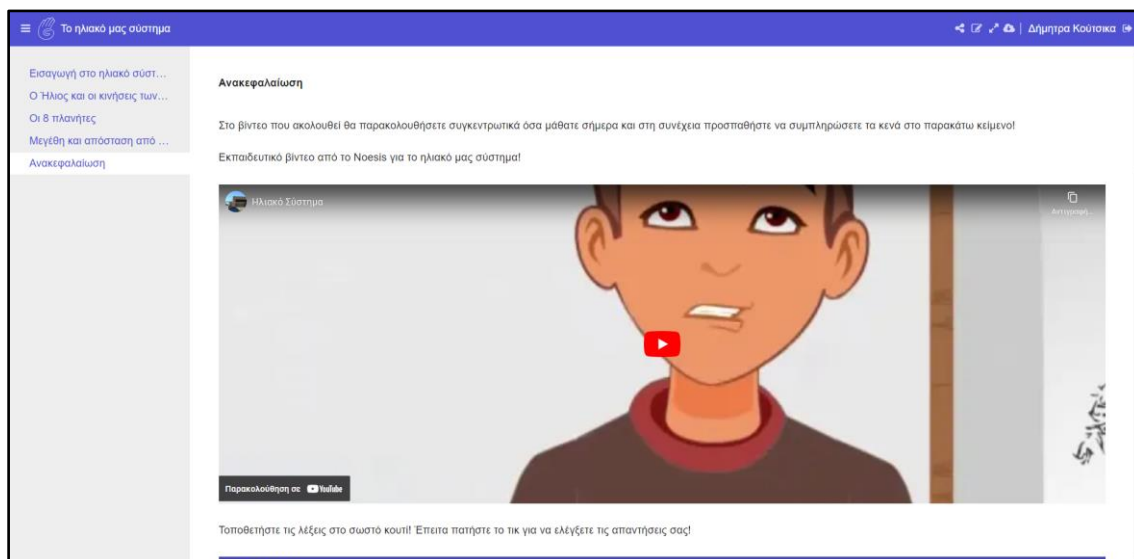 Το ηλιακό μας σύστημα
Δήμητρα Κούτσικα
Εισαγωγή στο ηλιακό σύστ...
Ο Ήλιος και οι κινήσεις των...
Οι 8 πλανήτες
Μεγέθη και απόσταση από ...
Ανακεφαλαίωση
Ανακεφαλαίωση
Στο βίντεο που ακολουθεί θα παρακολουθήσετε συγκεντρωτικά όσα μάθατε σήμερα και στη συνέχεια προσπαθήστε να συμπληρώσετε τα κενά στο παρακάτω κείμενο!
Εκπαιδευτικό βίντεο από το Noesis για το ηλιακό μας σύστημα!
Ηλιακό Σύστημα
Αντιγραφή...
Παρακολούθηση σε YouTube
Τοποθετήστε τις λέξεις στο σωστό κουτί! Έπειτα πατήστε το τικ για να ελέγξετε τις απαντήσεις σας!